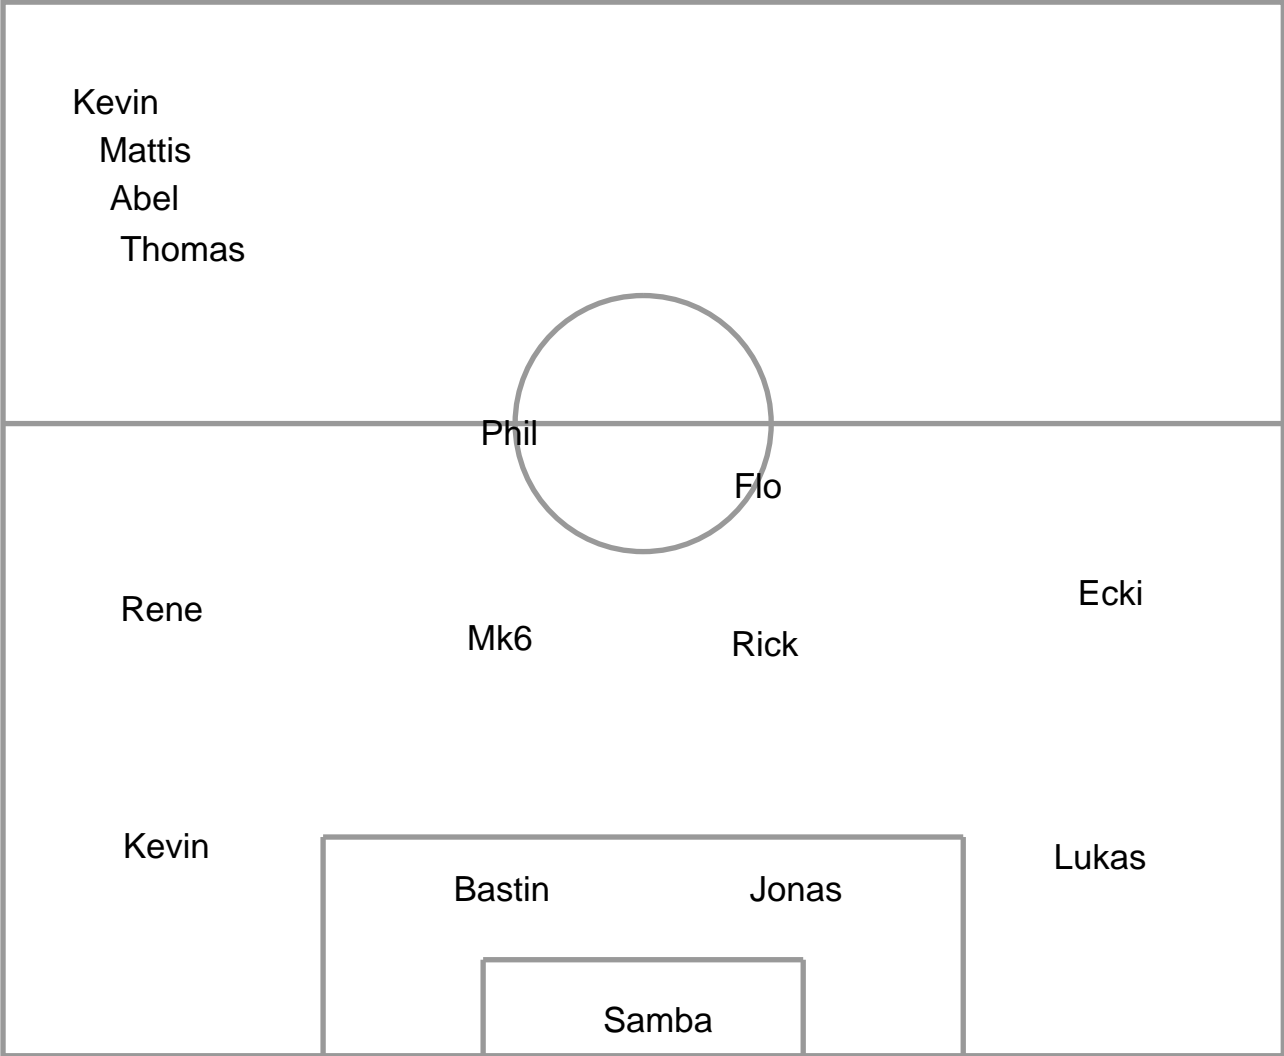 Kevin
Mattis
Abel
Thomas
Phil
Flo
Ecki
Rene
Mk6
Rick
Kevin
Lukas
Bastin
Jonas
Samba